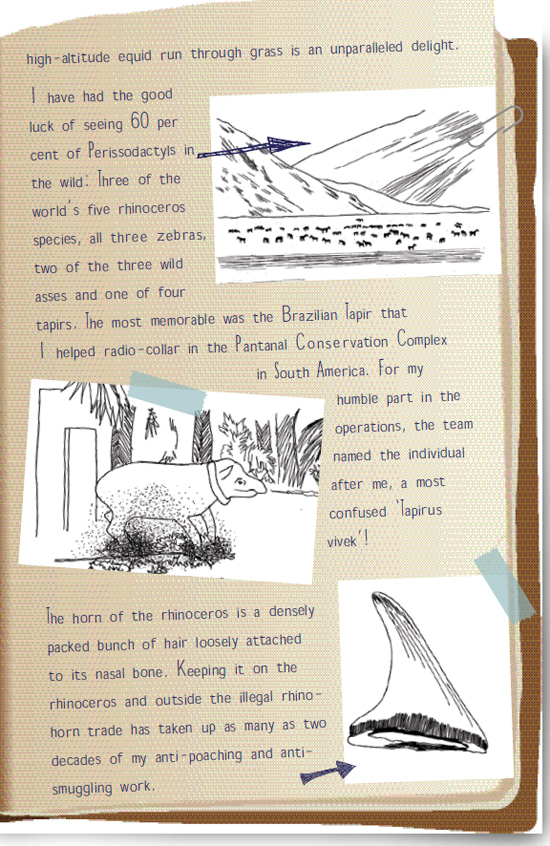 high-altitude equid run through grass is an unparalleled delight.
I have had the good
luck of seeing 60 per
cent of Perissodactyls in
the wild: Three of the
world's five rhinoceros
species, all three zebras,
two of the three wild
asses and one of four
tapirs. The most memorable was the Brazilian Tapir that
I helped radio-collar in the Pantanal Conservation Complex
in South America. For my
humble part in the
operations, the team
named the individual
after me, a most
confused 'Tapirus
vivek'!
The horn of the rhinoceros is a densely
packed bunch of hair loosely attached
to its nasal bone. Keeping it on the
rhinoceros and outside the illegal rhino-
horn trade has taken up as many as two
decades of my anti-poaching and anti-
smuggling work.